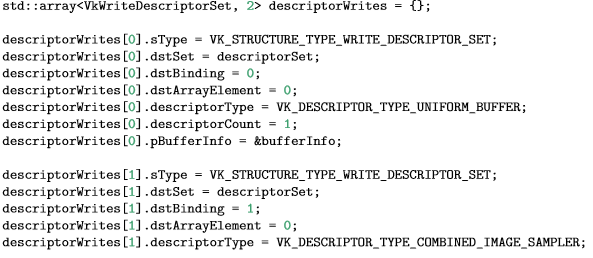 std::array<VkWriteDescriptorSet, 2> descriptorWrites = {};
descriptorWrites[0].sType = VK_STRUCTURE_TYPE_WRITE_DESCRIPTOR_SET;
descriptorWrites[0].dstSet = descriptorSet;
descriptorWrites[0].dstBinding = 0;
descriptorWrites[0].dstArrayElement = 0;
descriptorWrites[0].descriptorType = VK_DESCRIPTOR_TYPE_UNIFORM_BUFFER;
descriptorWrites[0].descriptorCount = 1;
descriptorWrites[0].pBufferInfo = &bufferInfo;
descriptorWrites[1].sType = VK_STRUCTURE_TYPE_WRITE_DESCRIPTOR_SET;
descriptorWrites[1].dstSet = descriptorSet;
descriptorWrites[1].dstBinding = 1;
descriptorWrites[1].dstArrayElement = 0;
descriptorWrites[1].descriptorType = VK_DESCRIPTOR_TYPE_COMBINED_IMAGE_SAMPLER;